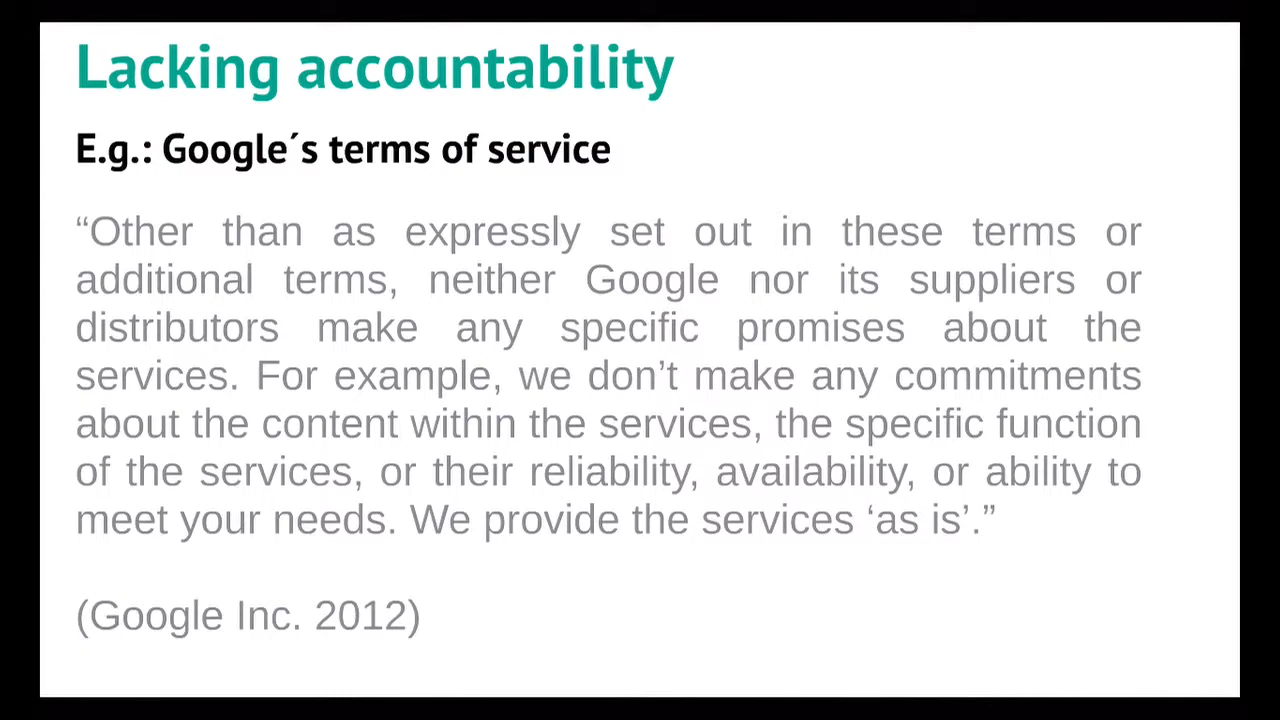 Lacking accountability
E.g.: Google´s terms of service
“Other than as expressly set out in these terms or
additional terms, neither Google nor its suppliers or
distributors make any specific promises about the
services. For example, we don’t make any commitments
about the content within the services, the specific function
of the services, or their reliability, availability, or ability to
meet your needs. We provide the services ‘as is’.”
(Google Inc. 2012)